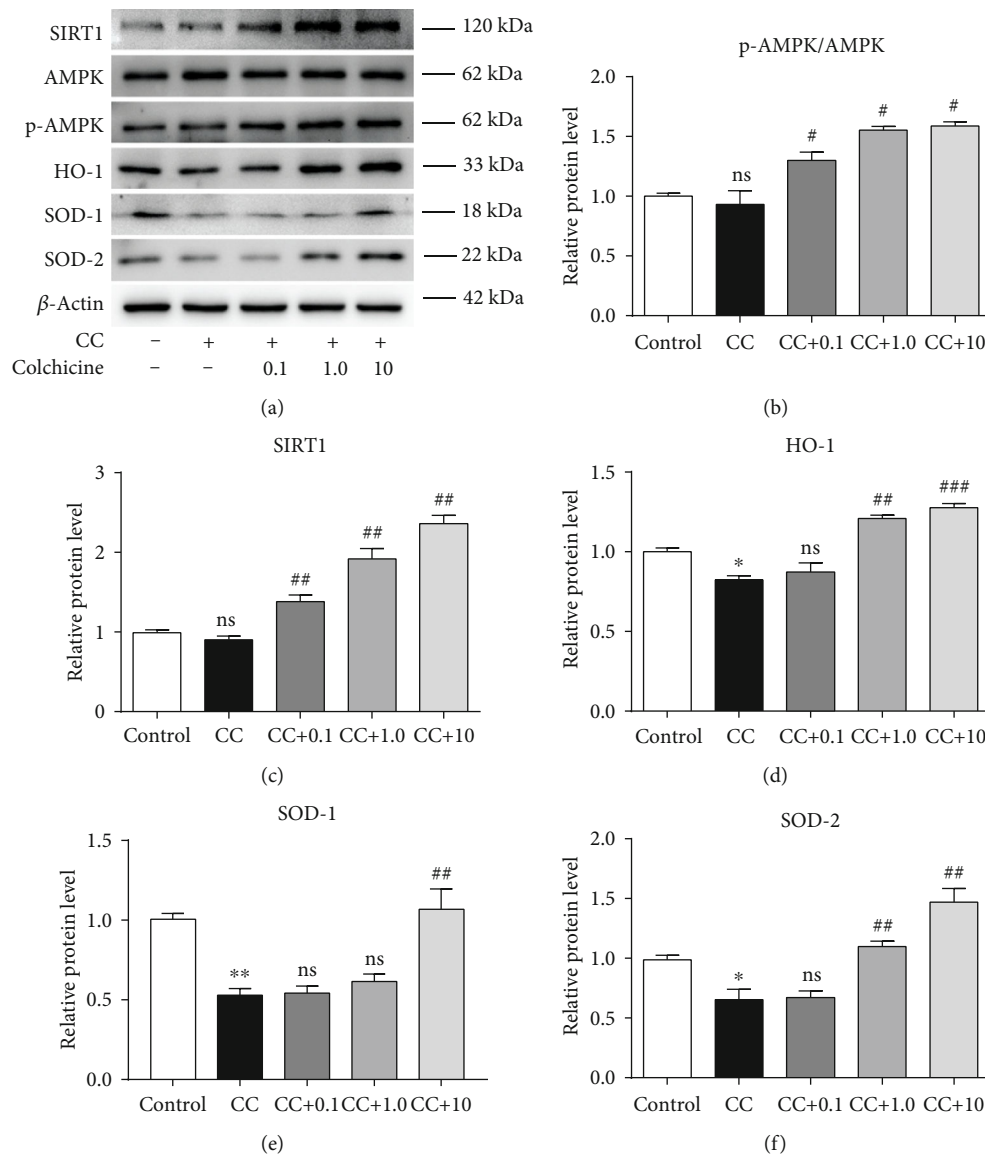 SIRT1 120 kDa
AMPK 62 kDa
p-AMPK 62 kDa
HO-1 33 kDa
SOD-1 18 kDa
SOD-2 22 kDa
β-Actin 42 kDa
CC − + + + +
Colchicine − − 0.1 1.0 10
(a)
p-AMPK/AMPK
Relative protein level
2.0
1.5
1.0
0.5
0.0
ns # # #
Control CC CC+0.1 CC+1.0 CC+10
(b)
SIRT1
Relative protein level
3
2
1
0
ns ## ## ##
Control CC CC+0.1 CC+1.0 CC+10
(c)
HO-1
Relative protein level
1.5
1.0
0.5
0.0
* ns ## ###
Control CC CC+0.1 CC+1.0 CC+10
(d)
SOD-1
Relative protein level
1.5
1.0
0.5
0.0
** ns ns ##
Control CC CC+0.1 CC+1.0 CC+10
(e)
SOD-2
Relative protein level
2.0
1.5
1.0
0.5
0.0
* ns ## ##
Control CC CC+0.1 CC+1.0 CC+10
(f)